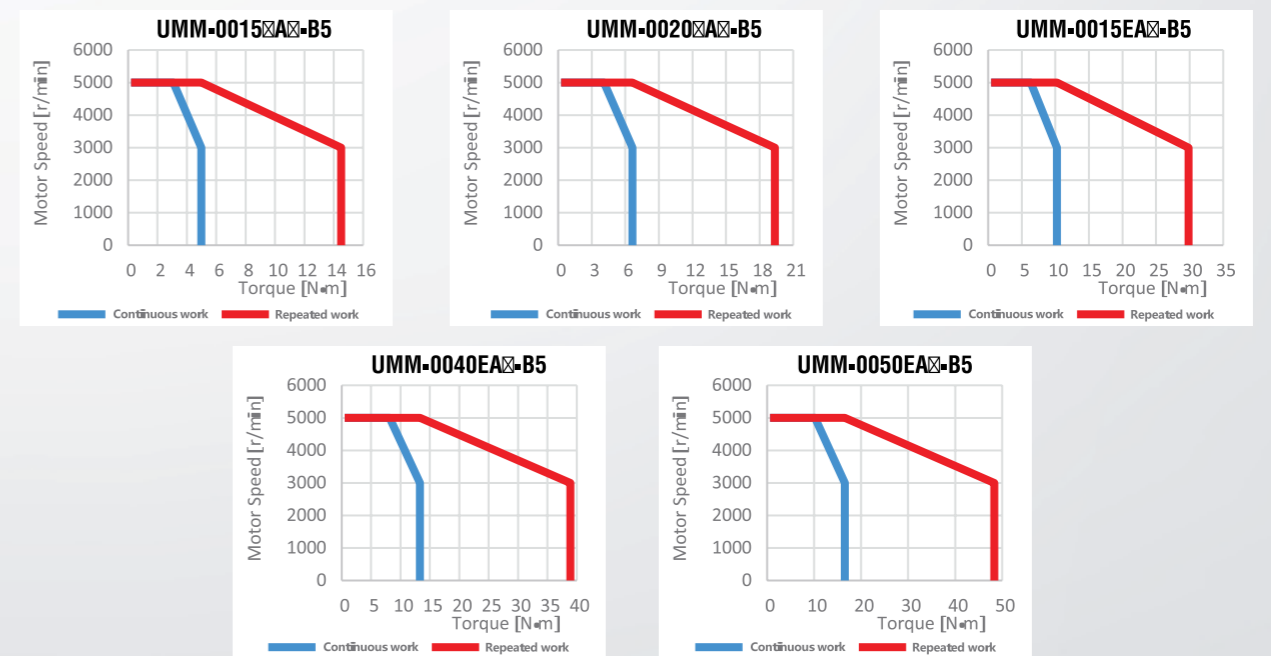 UMM-0015☒A☒-B5
6000
5000
4000
3000
2000
1000
0
Motor Speed [r/min]
0 2 4 6 8 10 12 14 16
Torque [N•m]
Continuous work Repeated work
UMM-0020☒A☒-B5
6000
5000
4000
3000
2000
1000
0
Motor Speed [r/min]
0 3 6 9 12 15 18 21
Torque [N•m]
Continuous work Repeated work
UMM-0015EA☒-B5
6000
5000
4000
3000
2000
1000
0
Motor Speed [r/min]
0 5 10 15 20 25 30 35
Torque [N•m]
Continuous work Repeated work
UMM-0040EA☒-B5
6000
5000
4000
3000
2000
1000
0
Motor Speed [r/min]
0 5 10 15 20 25 30 35 40
Torque [N•m]
Continuous work Repeated work
UMM-0050EA☒-B5
6000
5000
4000
3000
2000
1000
0
Motor Speed [r/min]
0 10 20 30 40 50
Torque [N•m]
Continuous work Repeated work